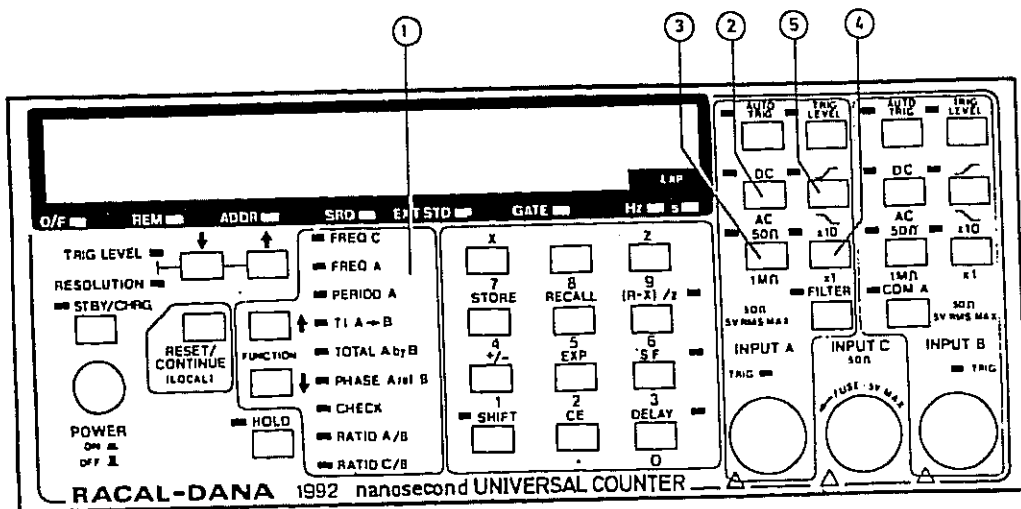 1 3 2 5 4
AUTO TRIG TRIG LEVEL AUTO TRIG TRIG LEVEL
EXP DC DC
O/F REM ADDR SRD EXT STD GATE Hz S
AC 50Ω x10 AC 50Ω x10
1MΩ x1 1MΩ x1
FILTER COM A
50Ω 5V RMS MAX 50Ω 5V RMS MAX
TRIG LEVEL
RESOLUTION
STBY/CHRG
RESET/
CONTINUE
(LOCAL)
FUNCTION
HOLD
POWER
ON
OFF
FREQ C
FREQ A
PERIOD A
T.I. A→B
TOTAL A by B
PHASE A rel B
CHECK
RATIO A/B
RATIO C/B
X Z
7 8 9
STORE RECALL (R-X)/Z
4 5 6
+/- EXP SF
1 2 3
SHIFT CE DELAY
. 0
INPUT A INPUT C INPUT B
50Ω
TRIG FUSE · 5V MAX TRIG
RACAL-DANA 1992 nanosecond UNIVERSAL COUNTER